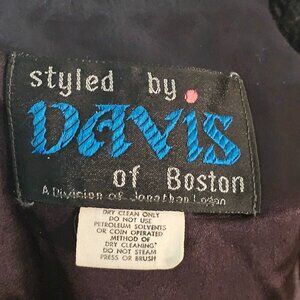 styled by
DAVIS
of Boston
A Division of Jonathan Logan
DRY CLEAN ONLY
DO NOT USE
PETROLEUM SOLVENTS
OR COIN OPERATED
METHOD OF
DRY CLEANING
DO NOT STEAM
PRESS OR BRUSH